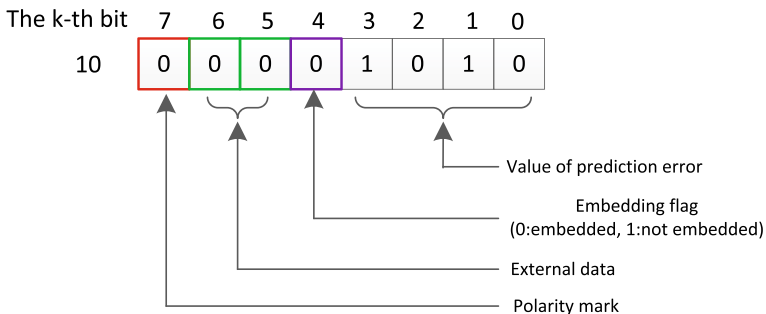 The k-th bit 7 6 5 4 3 2 1 0
10 0 0 0 0 1 0 1 0
Value of prediction error
Embedding flag
(0:embedded, 1:not embedded)
External data
Polarity mark